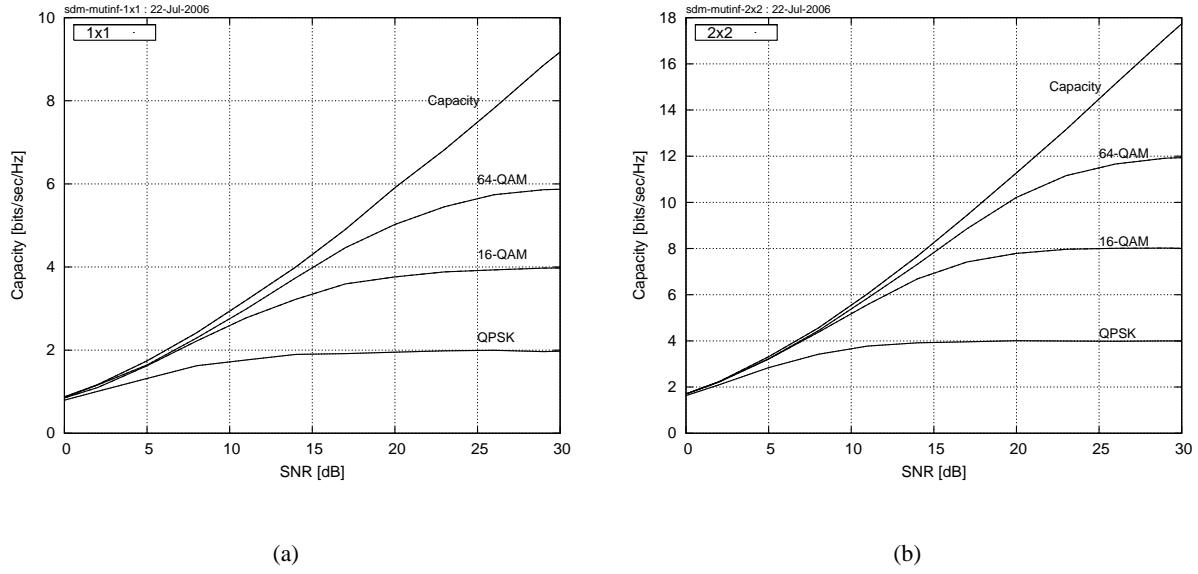 sdm-mutinf-1x1 : 22-Jul-2006
1x1
10
8
6
4
2
0
Capacity [bits/sec/Hz]
Capacity
64-QAM
16-QAM
QPSK
0 5 10 15 20 25 30
SNR [dB]
(a)
sdm-mutinf-2x2 : 22-Jul-2006
2x2
18
16
14
12
10
8
6
4
2
0
Capacity [bits/sec/Hz]
Capacity
64-QAM
16-QAM
QPSK
0 5 10 15 20 25 30
SNR [dB]
(b)